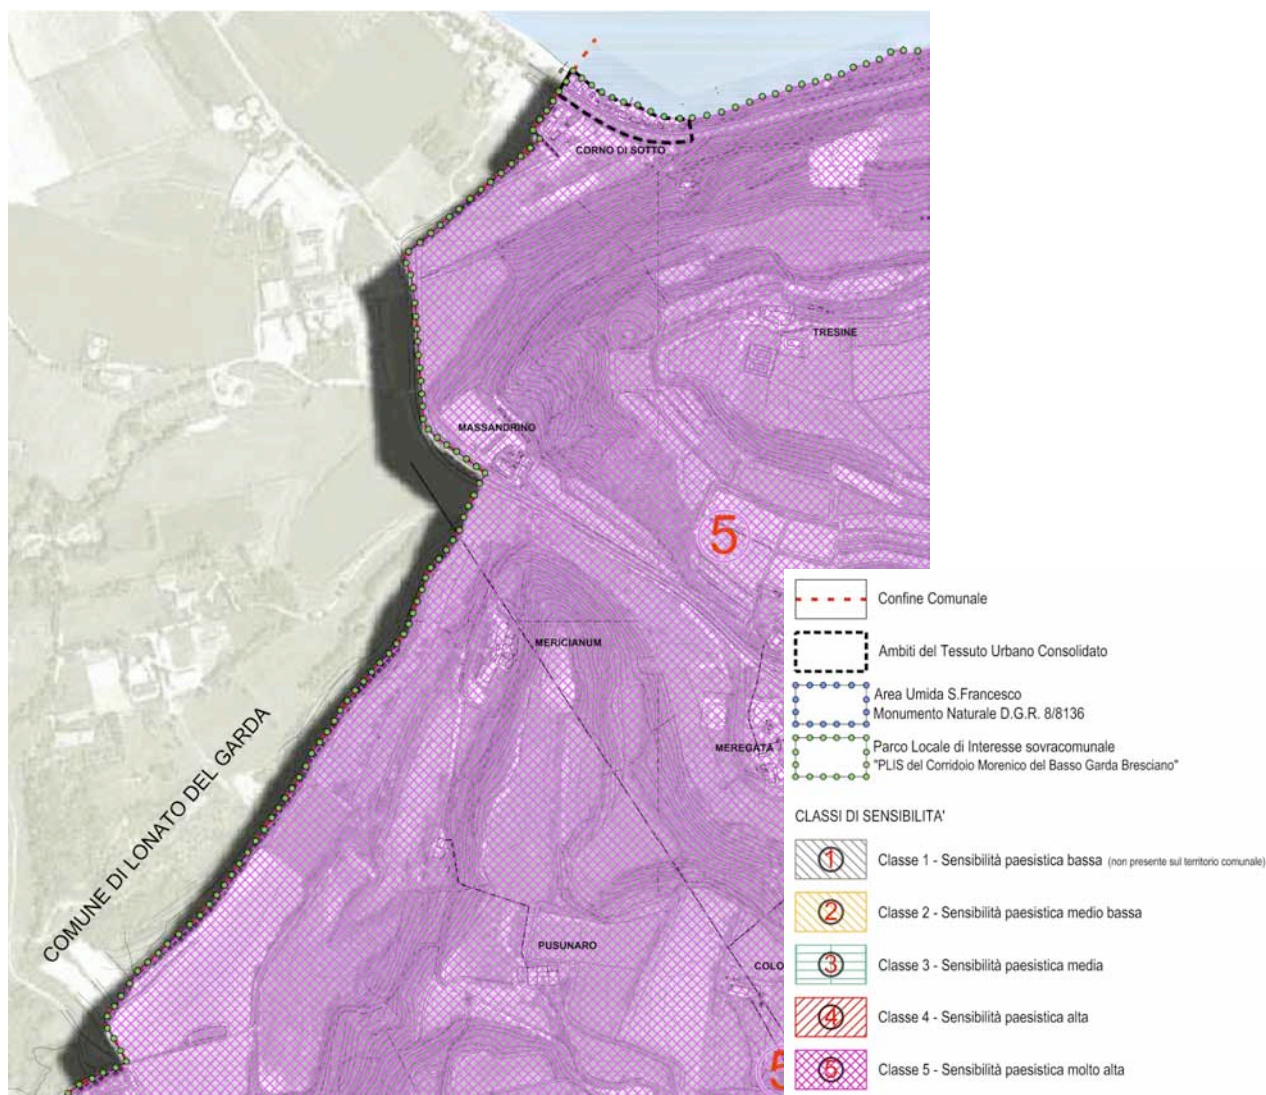 CORNO DI SOTTO
TRESINE
MASSANDRINO
5
MERICIANUM
MEREGATA
COMUNE DI LONATO DEL GARDA
PUSUNARO
COLO
5
Confine Comunale
Ambiti del Tessuto Urbano Consolidato
Area Umida S.Francesco
Monumento Naturale D.G.R. 8/8136
Parco Locale di Interesse sovracomunale
"PLIS del Corridoio Morenico del Basso Garda Bresciano"
CLASSI DI SENSIBILITA'
1 Classe 1 - Sensibilità paesistica bassa (non presente sul territorio comunale)
2 Classe 2 - Sensibilità paesistica medio bassa
3 Classe 3 - Sensibilità paesistica media
4 Classe 4 - Sensibilità paesistica alta
5 Classe 5 - Sensibilità paesistica molto alta